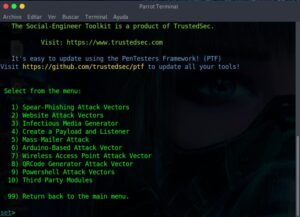 Parrot Terminal
Archivo Editar Ver Buscar Terminal Ayuda
The Social-Engineer Toolkit is a product of TrustedSec.
Visit: https://www.trustedsec.com
It's easy to update using the PenTesters Framework! (PTF)
Visit https://github.com/trustedsec/ptf to update all your tools!
Select from the menu:
1) Spear-Phishing Attack Vectors
2) Website Attack Vectors
3) Infectious Media Generator
4) Create a Payload and Listener
5) Mass Mailer Attack
6) Arduino-Based Attack Vector
7) Wireless Access Point Attack Vector
8) QRCode Generator Attack Vector
9) Powershell Attack Vectors
10) Third Party Modules
99) Return back to the main menu.
set>